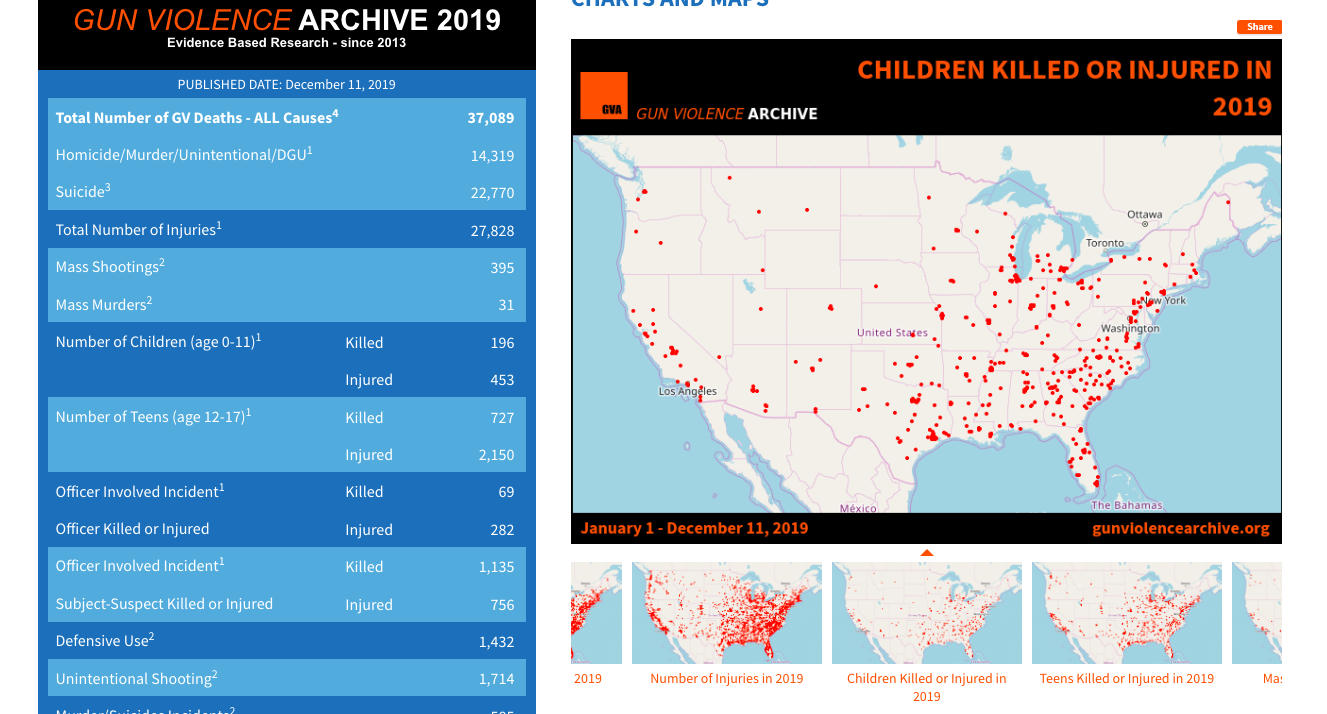 GUN VIOLENCE ARCHIVE 2019
Evidence Based Research - since 2013
PUBLISHED DATE: December 11, 2019
Total Number of GV Deaths - ALL Causes4 37,089
Homicide/Murder/Unintentional/DGU1 14,319
Suicide3 22,770
Total Number of Injuries1 27,828
Mass Shootings2 395
Mass Murders2 31
Number of Children (age 0-11)1 Killed 196
Injured 453
Number of Teens (age 12-17)1 Killed 727
Injured 2,150
Officer Involved Incident1 Killed 69
Officer Killed or Injured Injured 282
Officer Involved Incident1 Killed 1,135
Subject-Suspect Killed or Injured Injured 756
Defensive Use2 1,432
Unintentional Shooting2 1,714
Murder/Suicides Incidents2
CHARTS AND MAPS
Share
CHILDREN KILLED OR INJURED IN
2019
GVA
GUN VIOLENCE ARCHIVE
Ottawa
Toronto
New York
United States
Washington
Los Angeles
México
The Bahamas
January 1 - December 11, 2019
gunviolencearchive.org
2019
Number of Injuries in 2019
Children Killed or Injured in
2019
Teens Killed or Injured in 2019